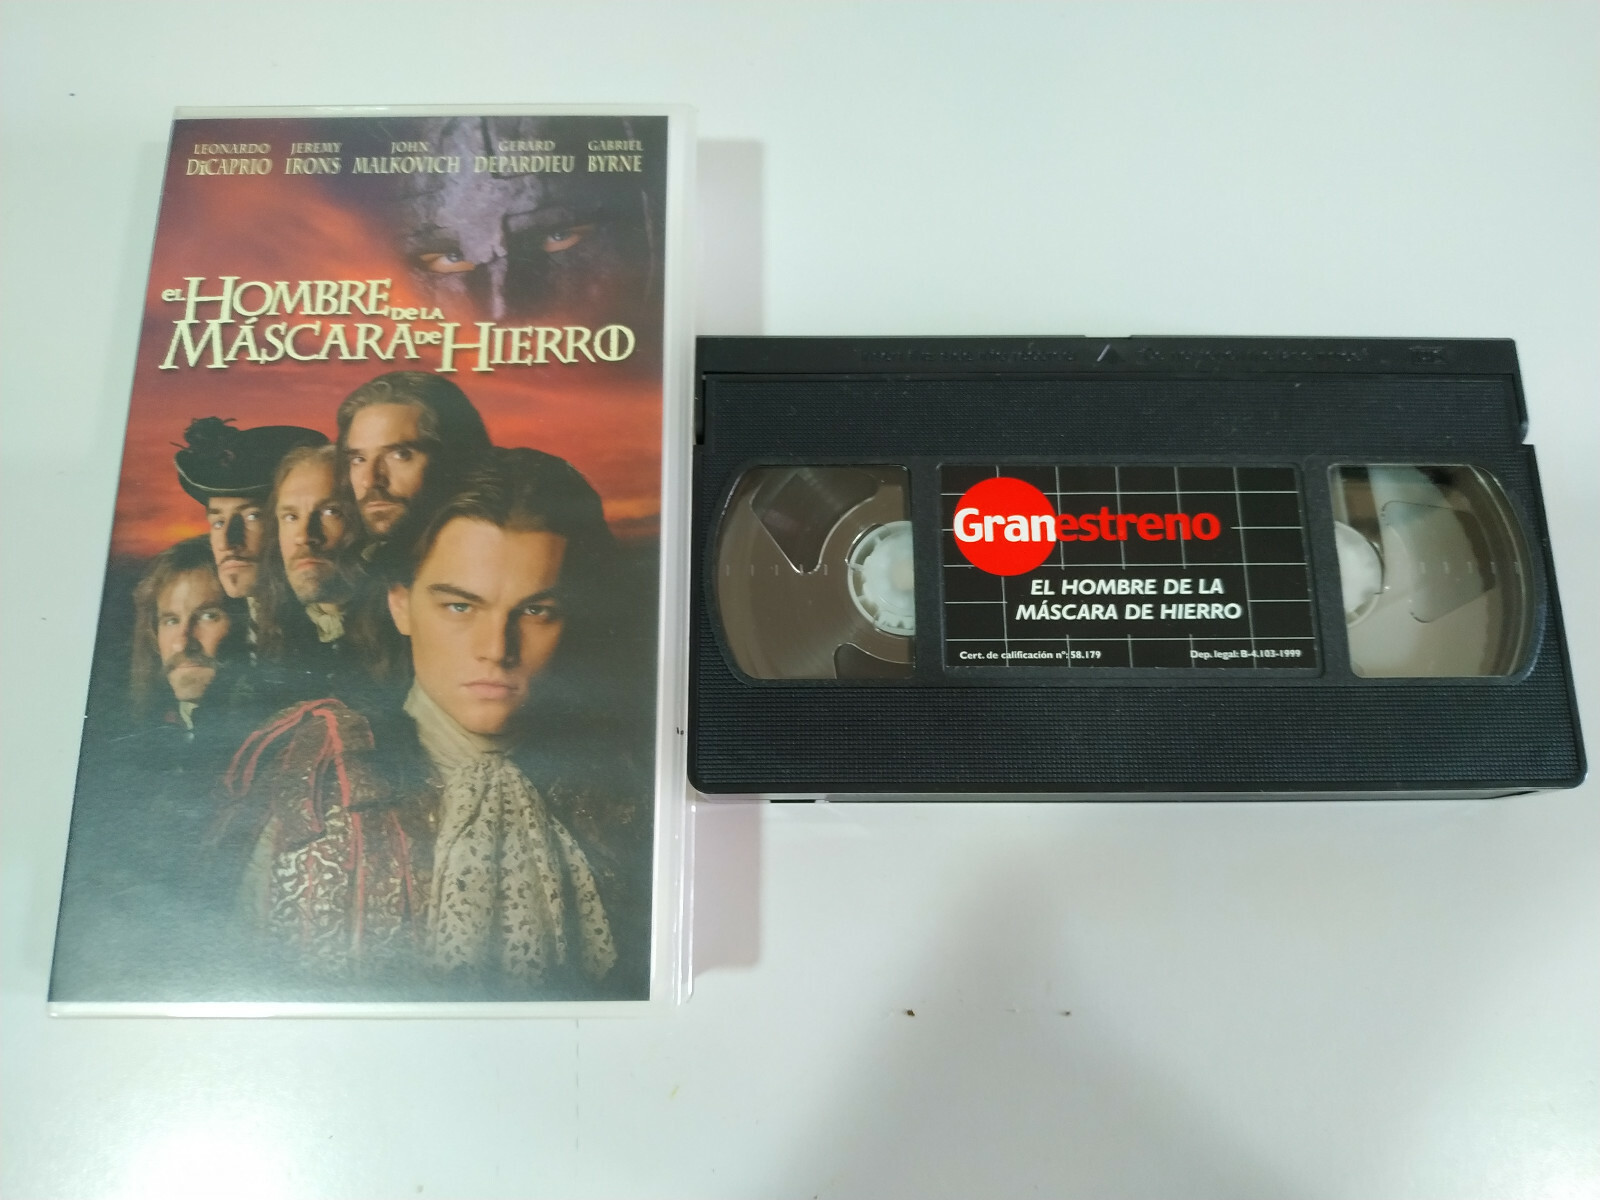 LEONARDO JEREMY JOHN GERARD GABRIEL
DiCAPRIO IRONS MALKOVICH DEPARDIEU BYRNE
EL HOMBRE DE LA
MÁSCARA DE HIERRO
Granestreno
EL HOMBRE DE LA
MÁSCARA DE HIERRO
Cert. de calificación nº: 58.179 Dep. legal: B-4.103-1999